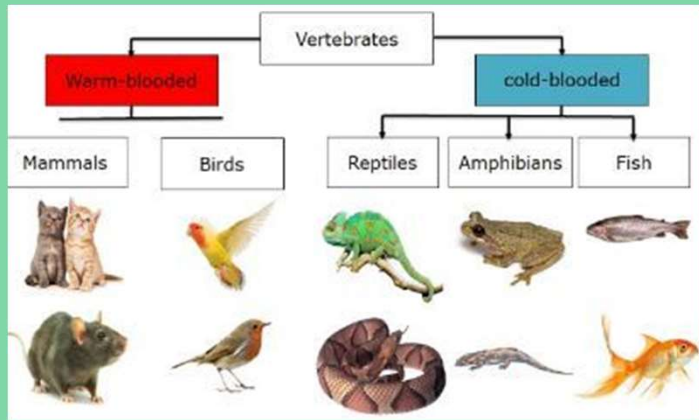 Vertebrates
Warm-blooded
cold-blooded
Mammals
Birds
Reptiles
Amphibians
Fish